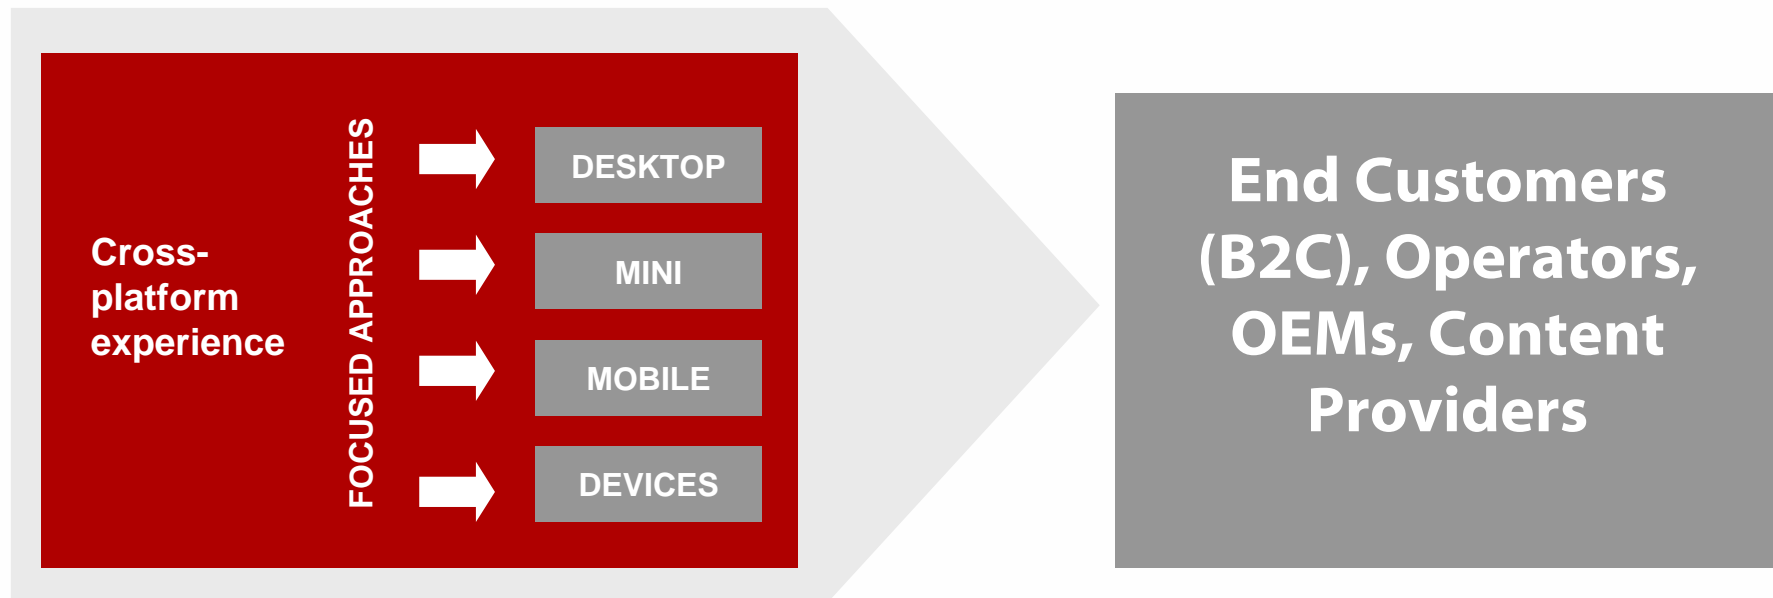 Cross-
platform
experience
FOCUSED APPROACHES
DESKTOP
MINI
MOBILE
DEVICES
End Customers
(B2C), Operators,
OEMs, Content
Providers